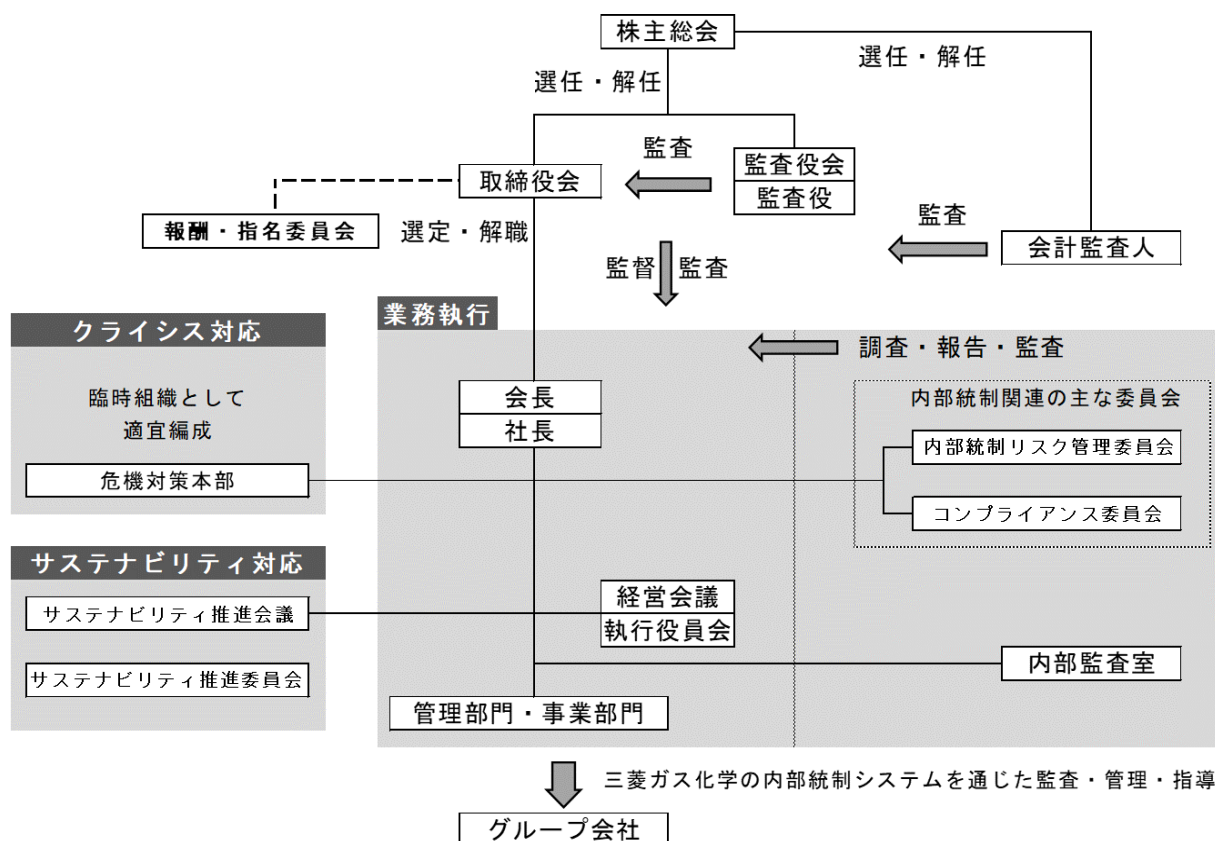 株主総会
選任・解任
選任・解任
監査
監査役会
監査役
取締役会
報酬・指名委員会
選定・解職
監査
会計監査人
監督
監査
クライシス対応
臨時組織として
適宜編成
危機対策本部
業務執行
調査・報告・監査
会長
社長
内部統制関連の主な委員会
内部統制リスク管理委員会
コンプライアンス委員会
サステナビリティ対応
サステナビリティ推進会議
サステナビリティ推進委員会
経営会議
執行役員会
内部監査室
管理部門・事業部門
三菱ガス化学の内部統制システムを通じた監査・管理・指導
グループ会社